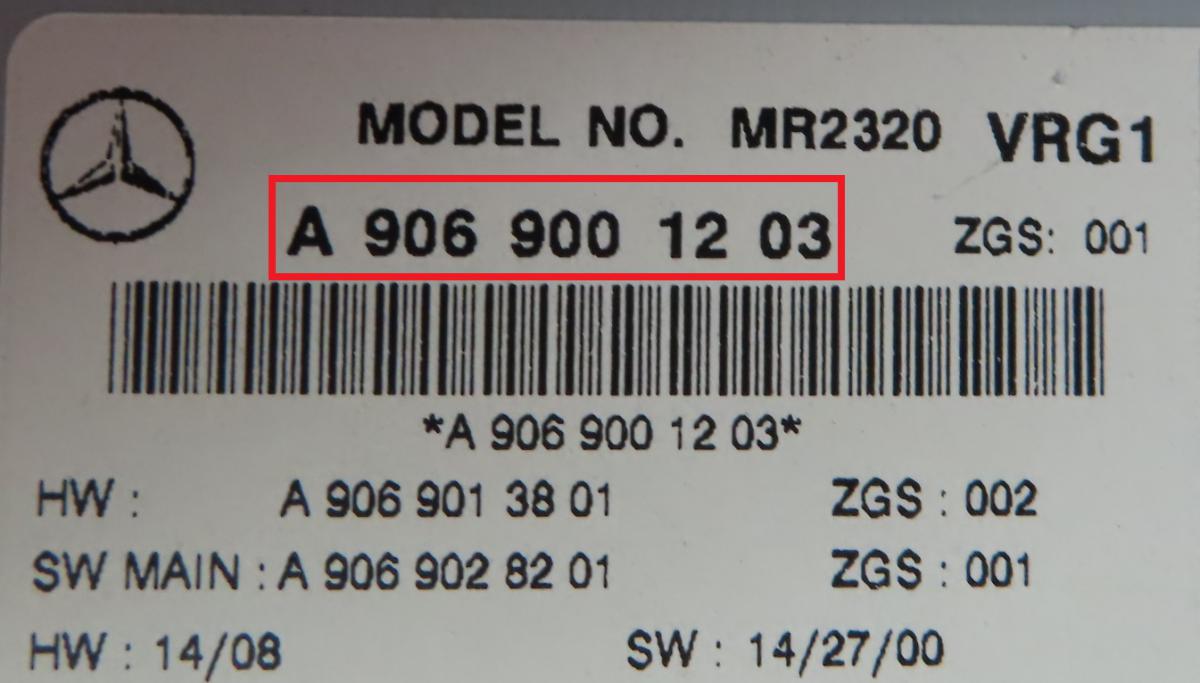 MODEL NO. MR2320 VRG1
A 906 900 12 03 ZGS: 001
*A 906 900 12 03*
HW : A 906 901 38 01 ZGS : 002
SW MAIN : A 906 902 82 01 ZGS : 001
HW : 14/08 SW : 14/27/00